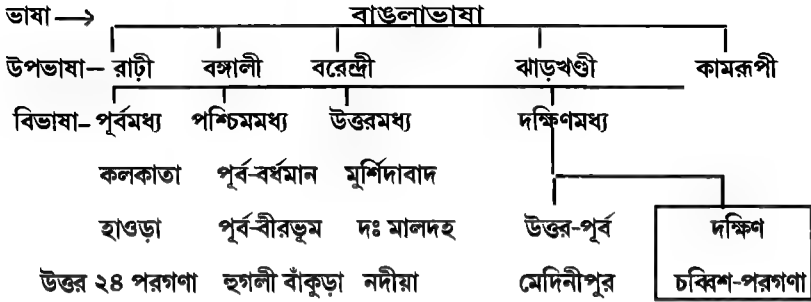 ভাষা → বাঙলাভাষা
উপভাষা– রাঢ়ী বঙ্গালী বরেন্দ্রী ঝাড়খণ্ডী কামরূপী
বিভাষা– পূর্বমধ্য পশ্চিমমধ্য উত্তরমধ্য দক্ষিণমধ্য
কলকাতা পূর্ব-বর্ধমান মুর্শিদাবাদ
হাওড়া পূর্ব-বীরভূম দঃ মালদহ উত্তর-পূর্ব দক্ষিণ
উত্তর ২৪ পরগণা হুগলী বাঁকুড়া নদীয়া মেদিনীপুর চব্বিশ-পরগণা